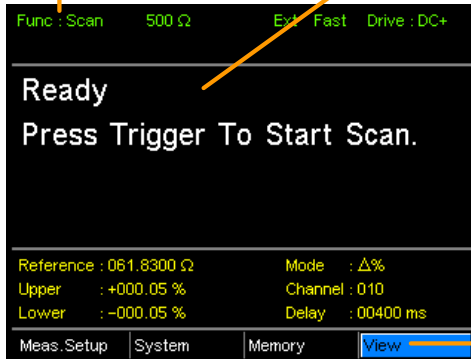 Func : Scan 500 Ω Ext Fast Drive : DC+
Ready
Press Trigger To Start Scan.
Reference : 061.8300 Ω Mode : Δ%
Upper : +000.05 % Channel : 010
Lower : −000.05 % Delay : 00400 ms
Meas.Setup System Memory View